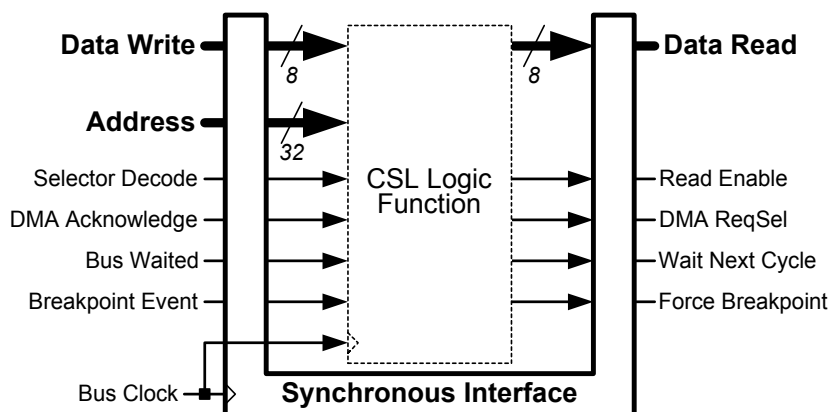 Data Write
8
8
Data Read
Address
32
Selector Decode
CSL Logic
Function
Read Enable
DMA Acknowledge
DMA ReqSel
Bus Waited
Wait Next Cycle
Breakpoint Event
Force Breakpoint
Bus Clock
Synchronous Interface